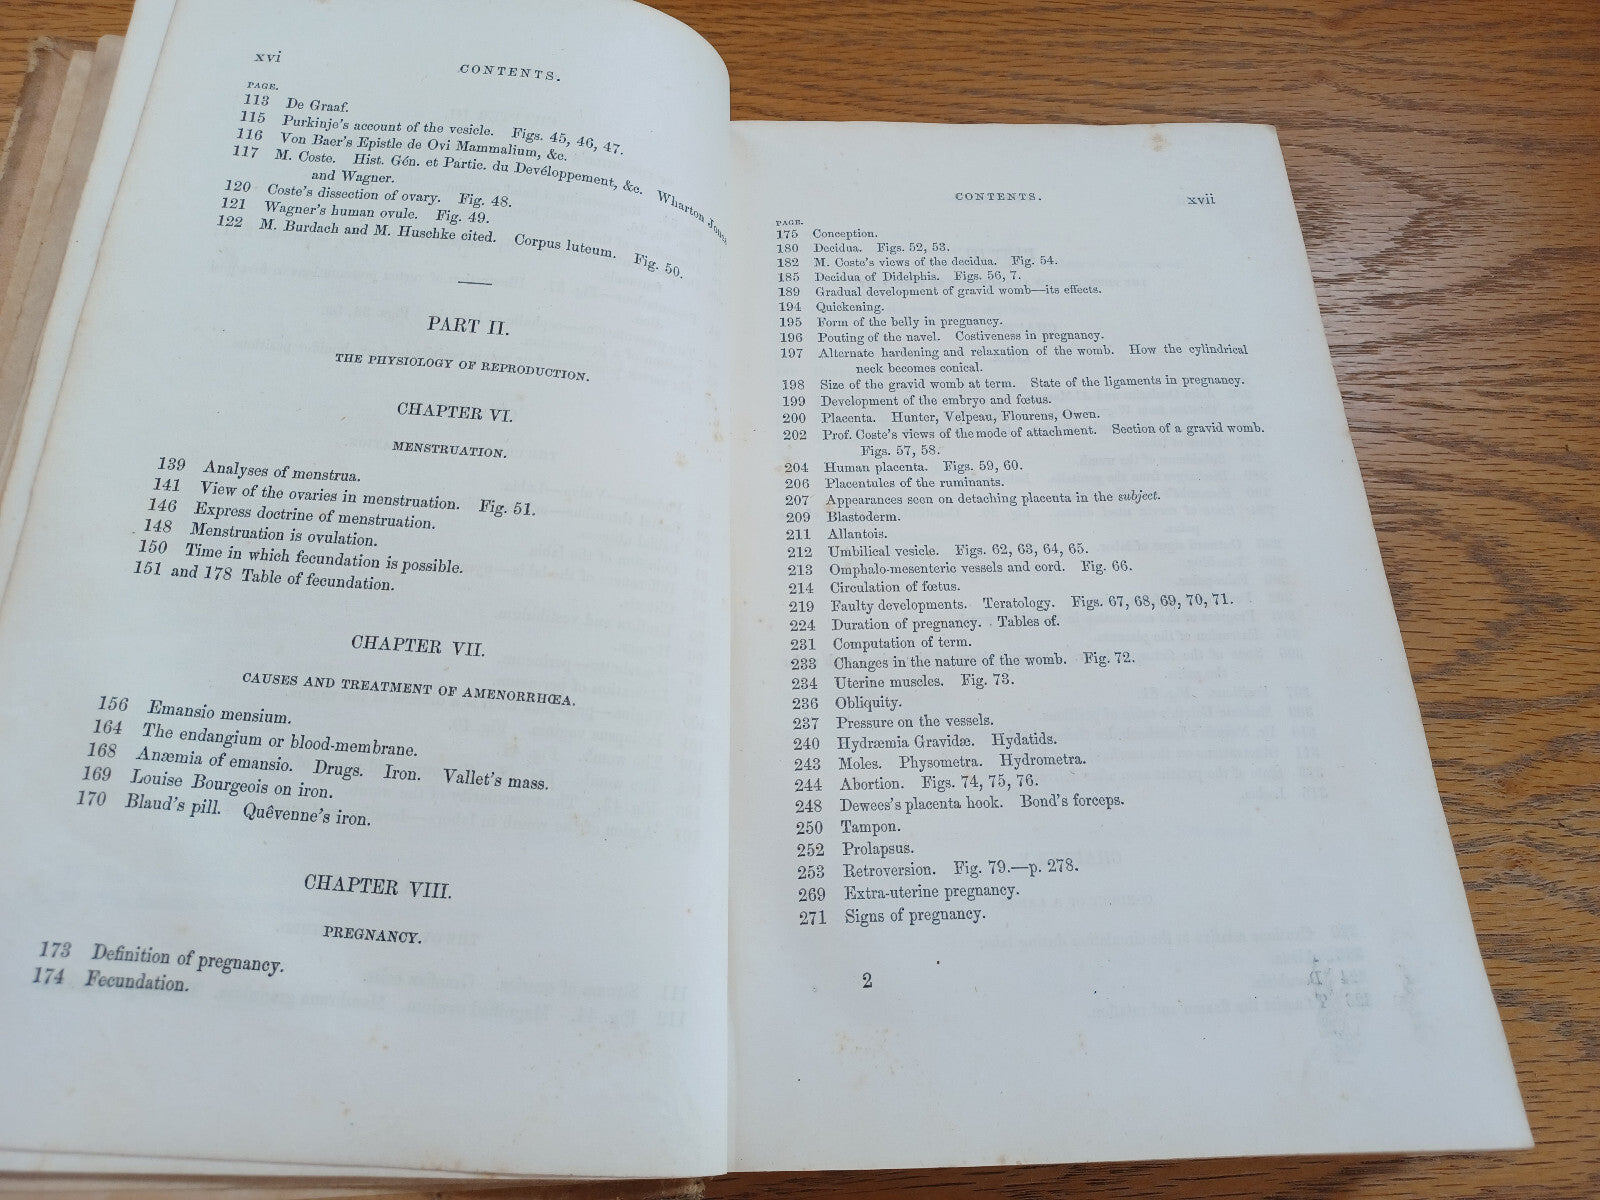 xvi
CONTENTS.
PAGE.
113 De Graaf.
115 Purkinje's account of the vesicle. Figs. 45, 46, 47.
116 Von Baer's Epistle de Ovi Mammalium, &c.
117 M. Coste. Hist. Gén. et Partic. du Devéloppement, &c. Wharton Jones
and Wagner.
120 Coste's dissection of ovary. Fig. 48.
121 Wagner's human ovule. Fig. 49.
122 M. Burdach and M. Huschke cited. Corpus luteum. Fig. 50.
PART II.
THE PHYSIOLOGY OF REPRODUCTION.
CHAPTER VI.
MENSTRUATION.
139 Analyses of menstrua.
141 View of the ovaries in menstruation. Fig. 51.
146 Express doctrine of menstruation.
148 Menstruation is ovulation.
150 Time in which fecundation is possible.
151 and 178 Table of fecundation.
CHAPTER VII.
CAUSES AND TREATMENT OF AMENORRHŒA.
156 Emansio mensium.
164 The endangium or blood-membrane.
168 Anæmia of emansio. Drugs. Iron. Vallet's mass.
169 Louise Bourgeois on iron.
170 Blaud's pill. Quêvenne's iron.
CHAPTER VIII.
PREGNANCY.
173 Definition of pregnancy.
174 Fecundation.
CONTENTS.
xvii
PAGE.
175 Conception.
180 Decidua. Figs. 52, 53.
182 M. Coste's views of the decidua. Fig. 54.
185 Decidua of Didelphis. Figs. 56, 7.
189 Gradual development of gravid womb—its effects.
194 Quickening.
195 Form of the belly in pregnancy.
196 Pouting of the navel. Costiveness in pregnancy.
197 Alternate hardening and relaxation of the womb. How the cylindrical
neck becomes conical.
198 Size of the gravid womb at term. State of the ligaments in pregnancy.
199 Development of the embryo and fœtus.
200 Placenta. Hunter, Velpeau, Flourens, Owen.
202 Prof. Coste's views of the mode of attachment. Section of a gravid womb.
Figs. 57, 58.
204 Human placenta. Figs. 59, 60.
206 Placentules of the ruminants.
207 Appearances seen on detaching placenta in the subject.
209 Blastoderm.
211 Allantois.
212 Umbilical vesicle. Figs. 62, 63, 64, 65.
213 Omphalo-mesenteric vessels and cord. Fig. 66.
214 Circulation of fœtus.
219 Faulty developments. Teratology. Figs. 67, 68, 69, 70, 71.
224 Duration of pregnancy. Tables of.
231 Computation of term.
233 Changes in the nature of the womb. Fig. 72.
234 Uterine muscles. Fig. 73.
236 Obliquity.
237 Pressure on the vessels.
240 Hydræmia Gravidæ. Hydatids.
243 Moles. Physometra. Hydrometra.
244 Abortion. Figs. 74, 75, 76.
248 Dewees's placenta hook. Bond's forceps.
250 Tampon.
252 Prolapsus.
253 Retroversion. Fig. 79.—p. 278.
269 Extra-uterine pregnancy.
271 Signs of pregnancy.
2